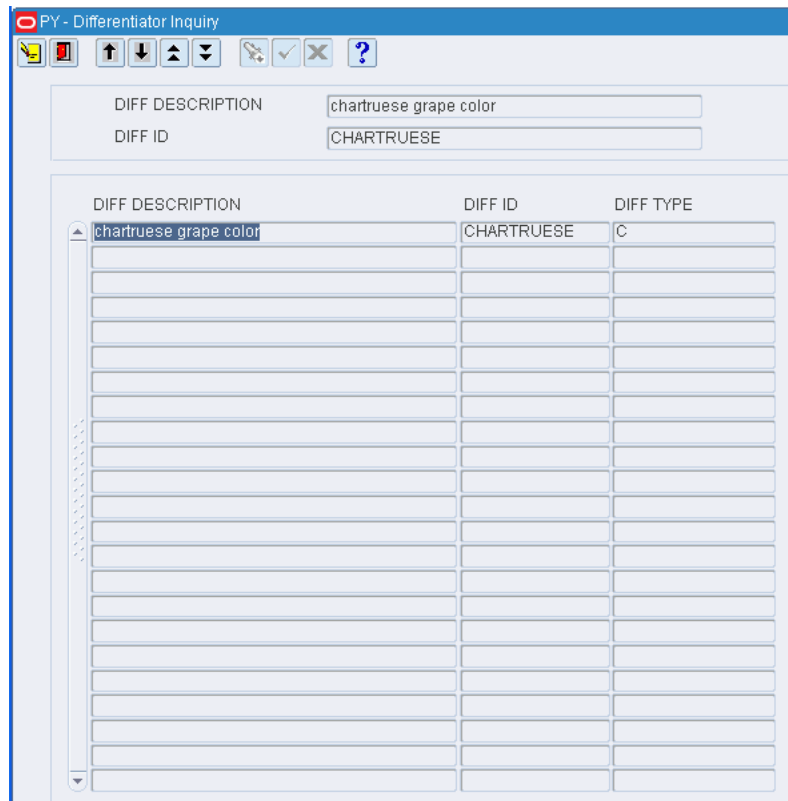 PY - Differentiator Inquiry
?
DIFF DESCRIPTION chartruese grape color
DIFF ID CHARTRUESE
DIFF DESCRIPTION DIFF ID DIFF TYPE
chartruese grape color CHARTRUESE C